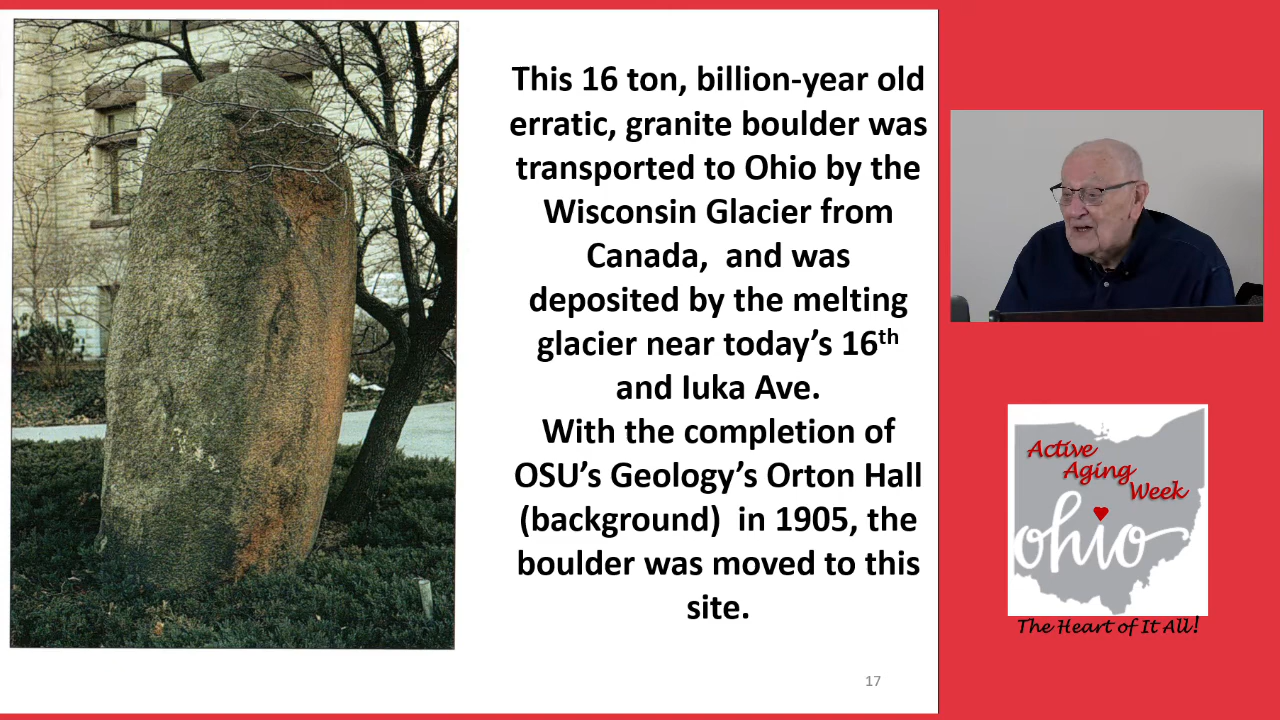 This 16 ton, billion-year old
erratic, granite boulder was
transported to Ohio by the
Wisconsin Glacier from
Canada,  and was
deposited by the melting
glacier near today’s 16th
and Iuka Ave.
With the completion of
OSU’s Geology’s Orton Hall
(background)  in 1905, the
boulder was moved to this
site.
17
Active
Aging
Week
ohio
The Heart of It All!